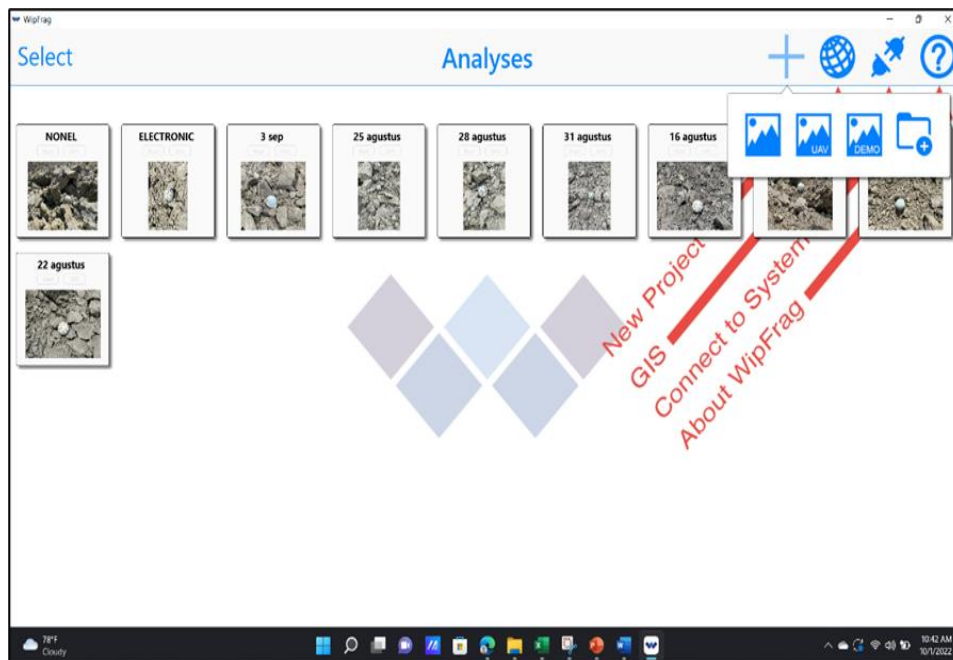 WipFrag
Select
Analyses
UAV
DEMO
NONEL
ELECTRONIC
3 sep
25 agustus
28 agustus
31 agustus
16 agustus
22 agustus
New Project
GIS
Connect to System
About WipFrag
78°F
Cloudy
10:42 AM
10/1/2022